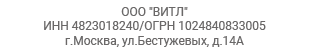 ООО "ВИТЛ"
ИНН 4823018240/ОГРН 1024840833005
г.Москва, ул.Бестужевых, д.14А